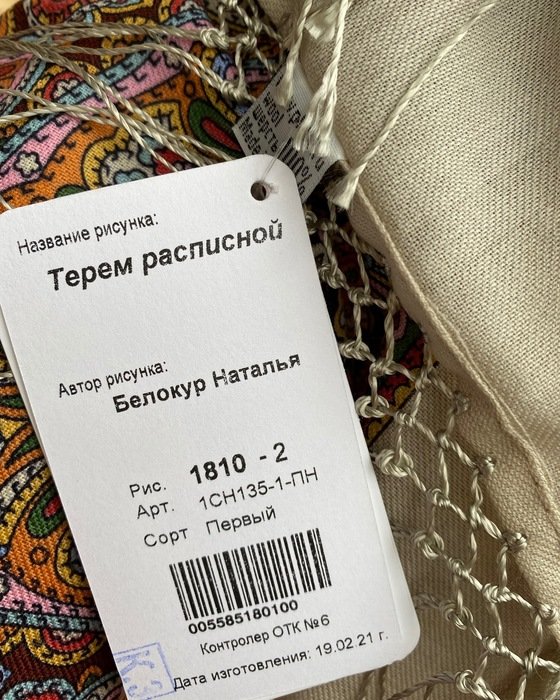 Название рисунка:
Терем расписной
Автор рисунка:
Белокур Наталья
Рис. 1810 - 2
Арт. 1СН135-1-ПН
Сорт Первый
005585180100
Контролер ОТК №6
Дата изготовления: 19.02.21 г.